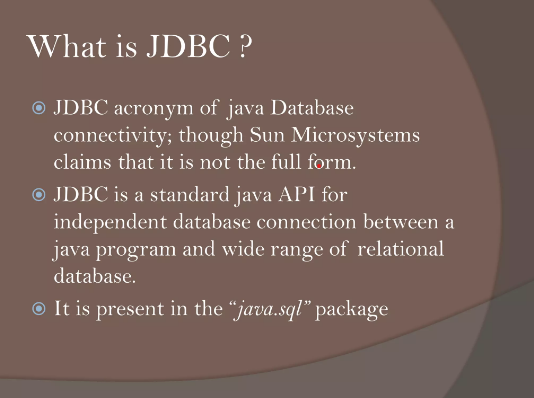 What is JDBC ?
JDBC acronym of java Database
connectivity; though Sun Microsystems
claims that it is not the full form.
JDBC is a standard java API for
independent database connection between a
java program and wide range of relational
database.
It is present in the “java.sql” package